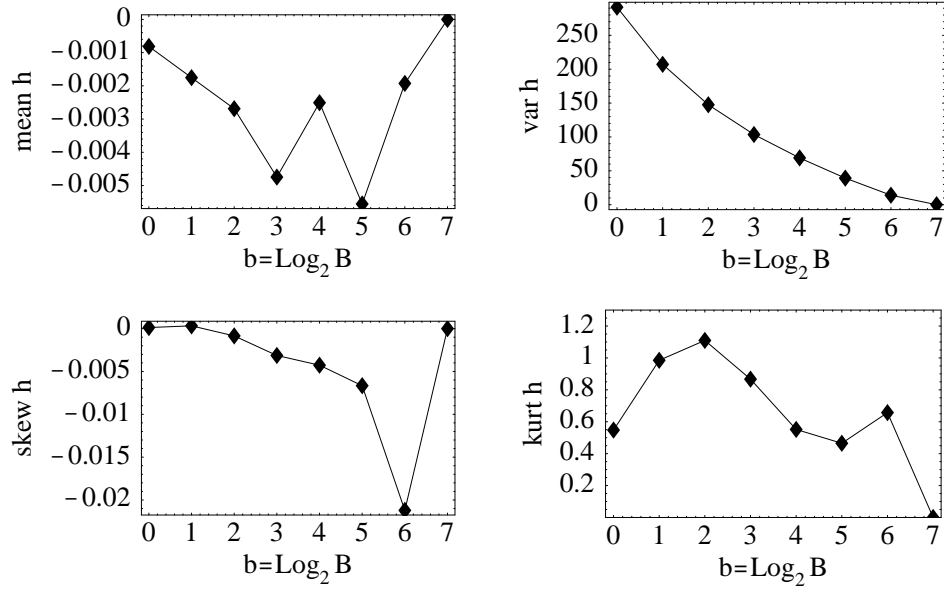 mean h
0
-0.001
-0.002
-0.003
-0.004
-0.005
0 1 2 3 4 5 6 7
b=Log2 B
var h
250
200
150
100
50
0
0 1 2 3 4 5 6 7
b=Log2 B
skew h
0
-0.005
-0.01
-0.015
-0.02
0 1 2 3 4 5 6 7
b=Log2 B
kurt h
1.2
1
0.8
0.6
0.4
0.2
0 1 2 3 4 5 6 7
b=Log2 B